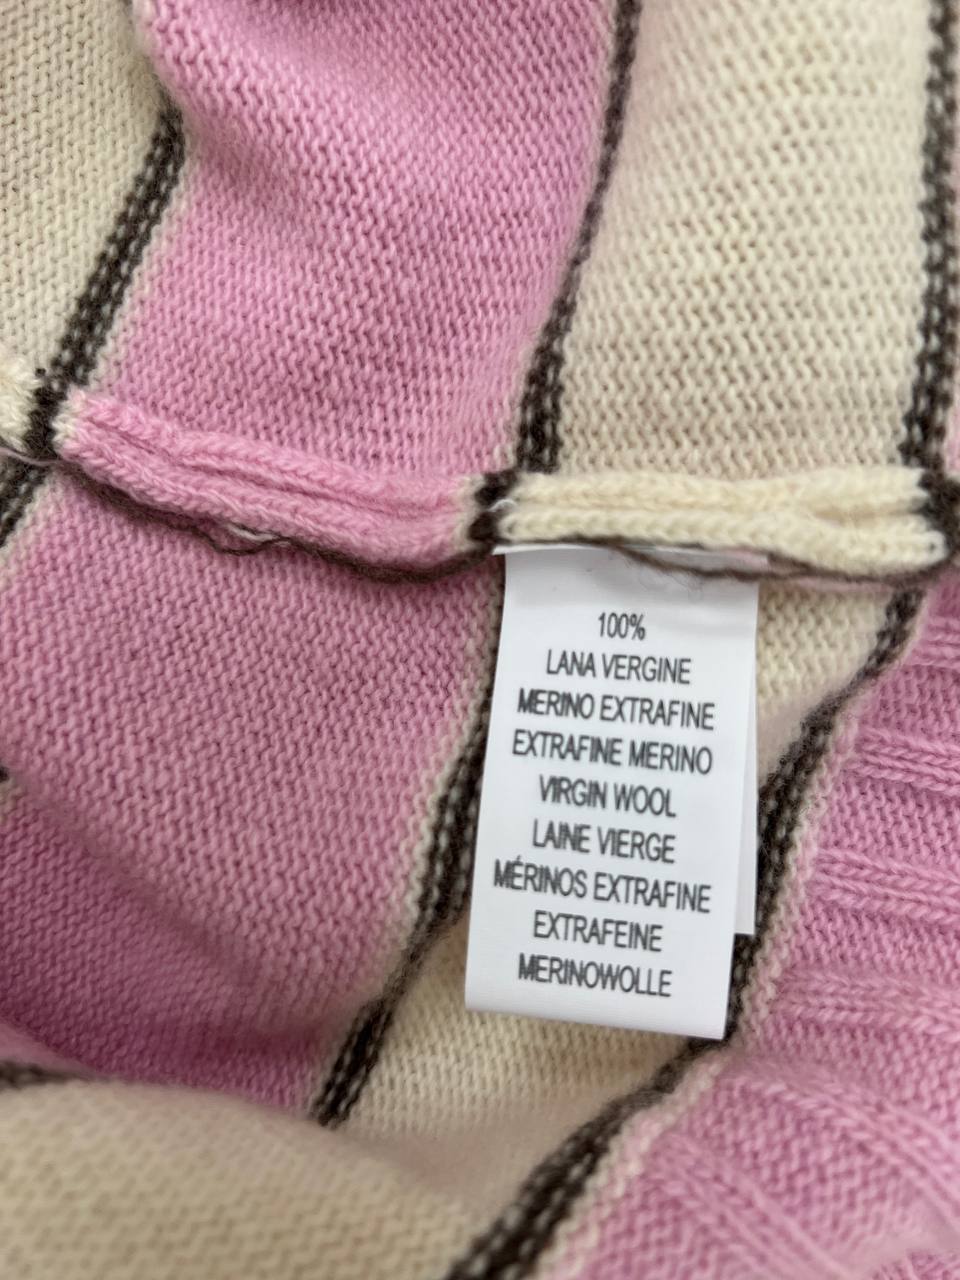 100%
LANA VERGINE
MERINO EXTRAFINE
EXTRAFINE MERINO
VIRGIN WOOL
LAINE VIERGE
MÉRINOS EXTRAFINE
EXTRAFEINE
MERINOWOLLE